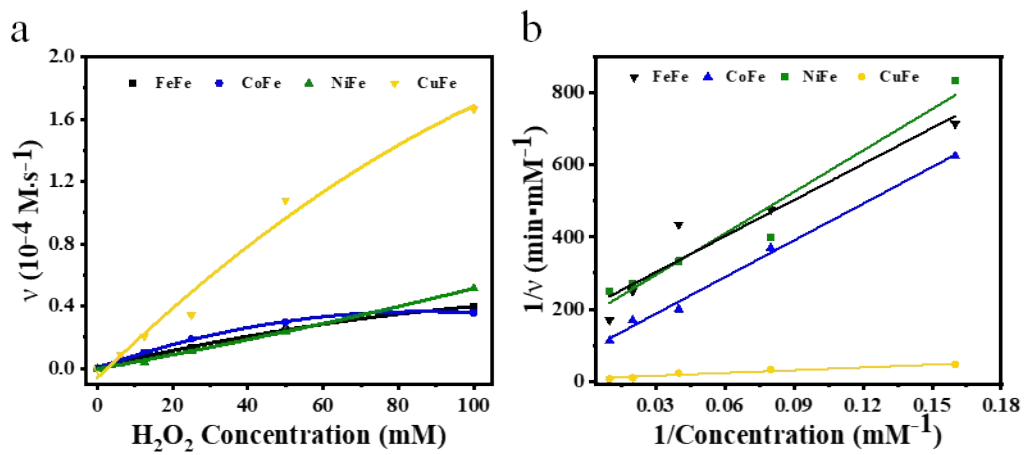 a
b
2.0
1.6
1.2
0.8
0.4
0.0
ν (10⁻⁴ M·s⁻¹)
FeFe CoFe NiFe CuFe
0 20 40 60 80 100
H₂O₂ Concentration (mM)
800
600
400
200
0
1/ν (min•mM⁻¹)
FeFe CoFe NiFe CuFe
0.03 0.06 0.09 0.12 0.15 0.18
1/Concentration (mM⁻¹)